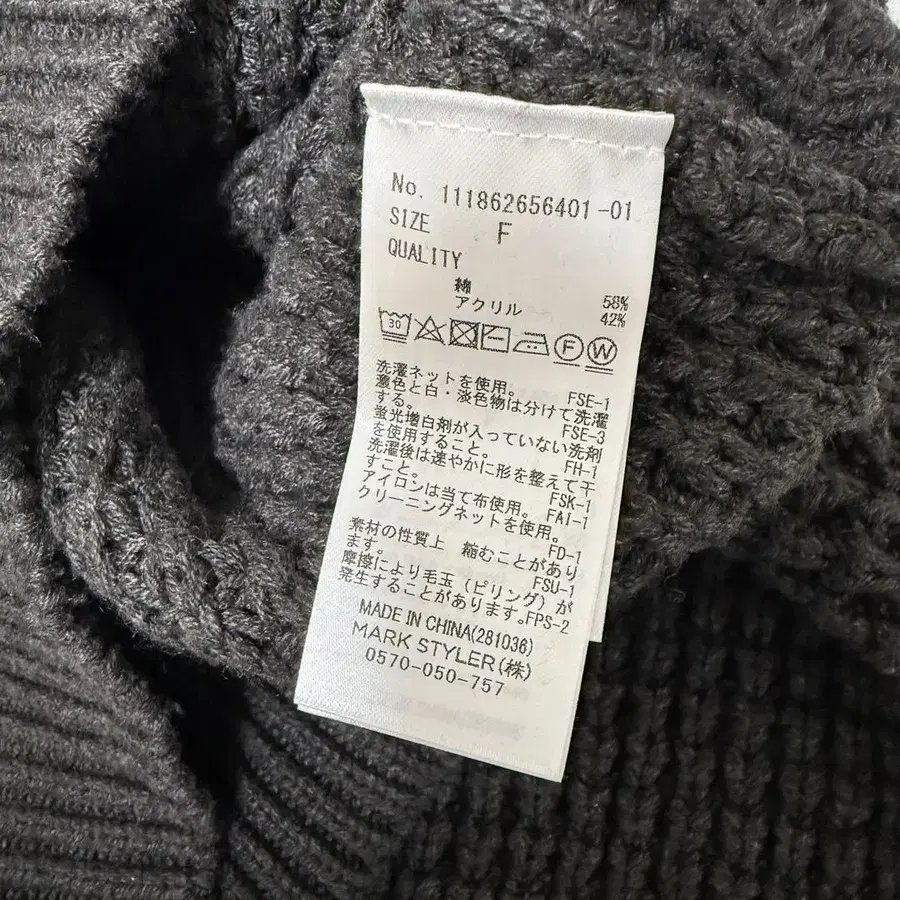 No. 111862656401-01
SIZE F
QUALITY
綿 58%
アクリル 42%
30
F W
洗濯ネットを使用。 FSE-1
濃色と白・淡色物は分けて洗濯
する。 FSE-3
蛍光増白剤が入っていない洗剤
を使用すること。 FH-1
洗濯後は速やかに形を整えて干
すこと。 FSK-1
アイロンは当て布使用。 FAI-1
クリーニングネットを使用。
FD-1
素材の性質上 縮むことがあり
ます。 FSU-1
摩擦により毛玉（ピリング）が
発生することがあります。FPS-2
MADE IN CHINA(281036)
MARK STYLER(株)
0570-050-757